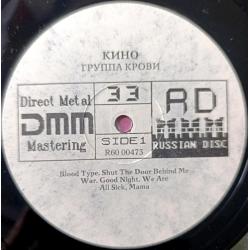 КИНО
ГРУППА КРОВИ
Direct Metal
DMM
Mastering
33
SIDE 1
R60 00473
RD
RUSSIAN DISC
Blood Type, Shut The Door Behind Me
War, Good Night, We Are
All Sick, Mama